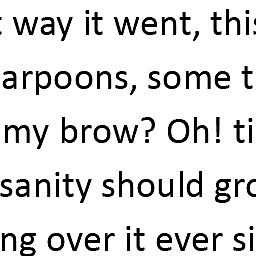 way it went, this
arpoons, some t
my brow? Oh! ti
sanity should gro
ng over it ever si